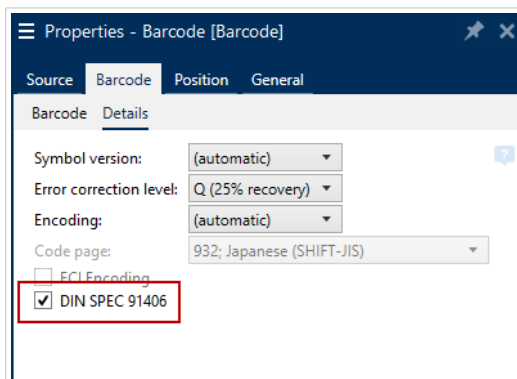 Properties - Barcode [Barcode]
Source Barcode Position General
Barcode Details
Symbol version: (automatic)
Error correction level: Q (25% recovery)
Encoding: (automatic)
Code page: 932; Japanese (SHIFT-JIS)
ECI Encoding
DIN SPEC 91406